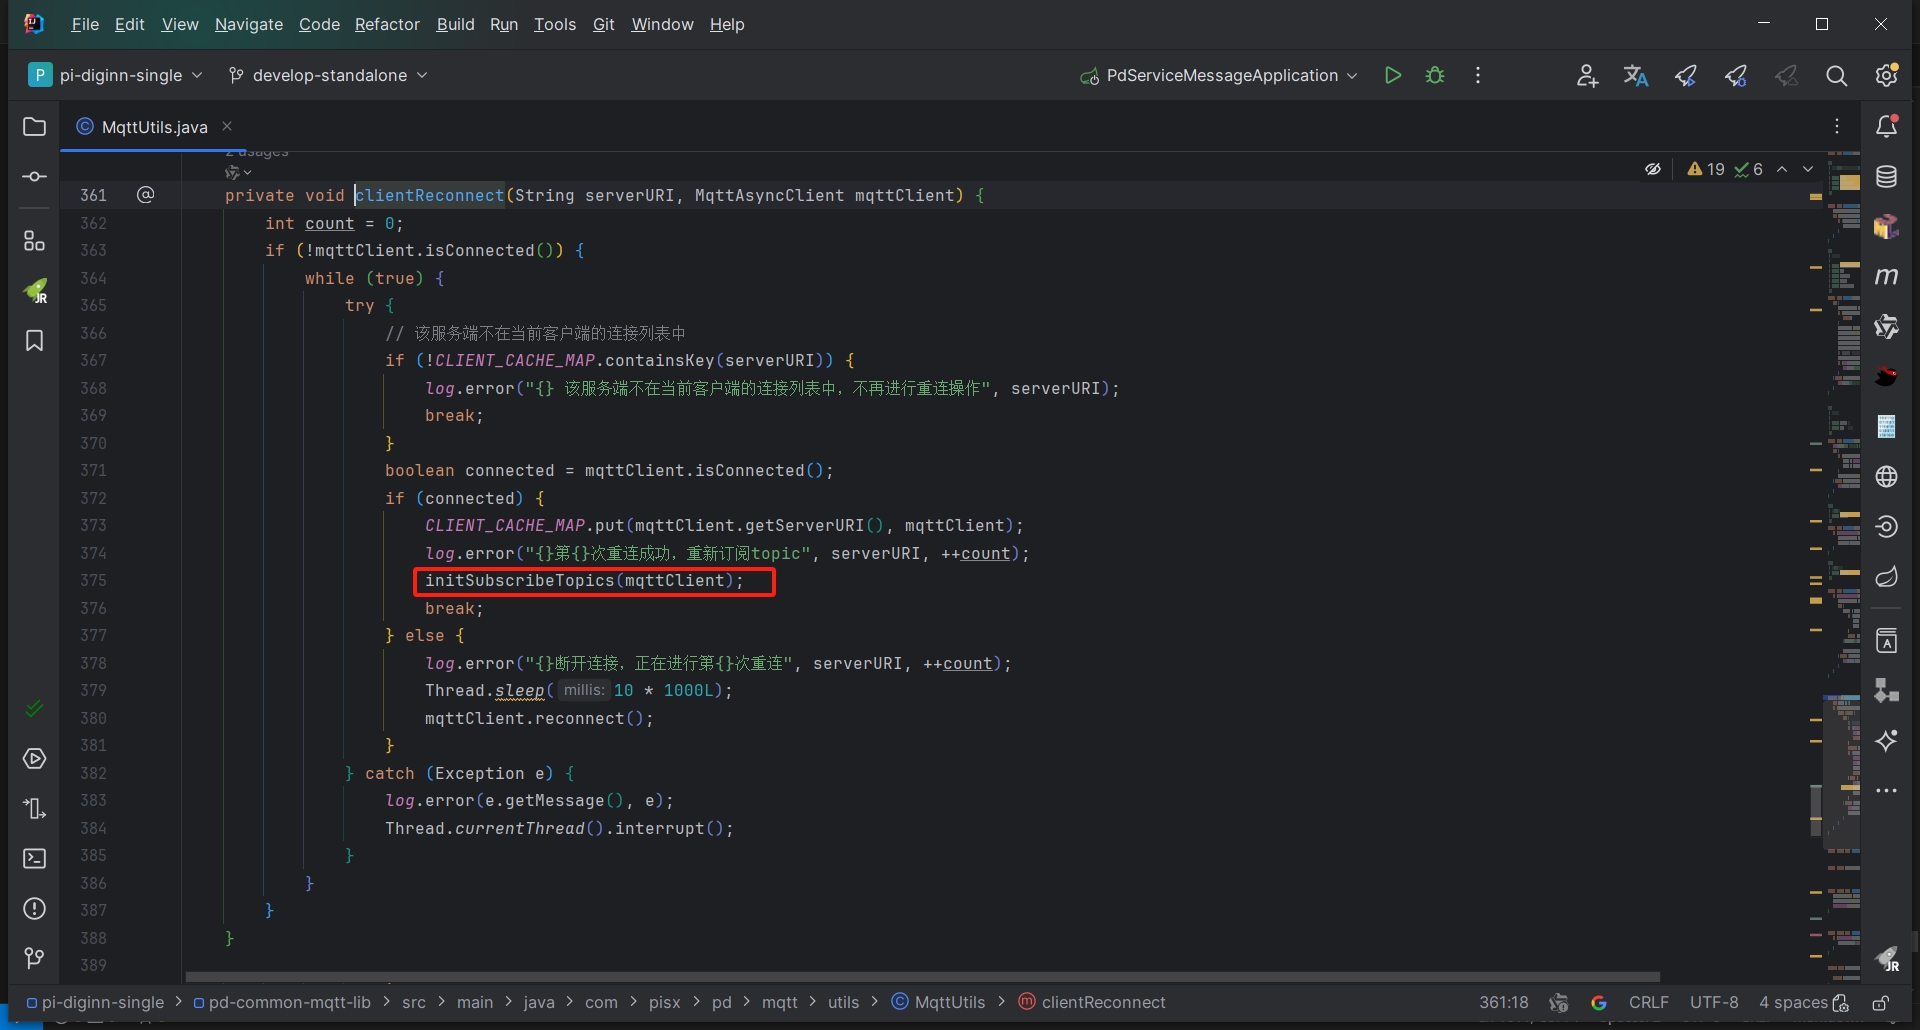 File Edit View Navigate Code Refactor Build Run Tools Git Window Help
P pi-diginn-single develop-standalone PdServiceMessageApplication
MqttUtils.java
2 usages
19 6
361 private void clientReconnect(String serverURI, MqttAsyncClient mqttClient) {
362 int count = 0;
363 if (!mqttClient.isConnected()) {
364 while (true) {
365 try {
366 // 该服务端不在当前客户端的连接列表中
367 if (!CLIENT_CACHE_MAP.containsKey(serverURI)) {
368 log.error("{} 该服务端不在当前客户端的连接列表中，不再进行重连操作", serverURI);
369 break;
370 }
371 boolean connected = mqttClient.isConnected();
372 if (connected) {
373 CLIENT_CACHE_MAP.put(mqttClient.getServerURI(), mqttClient);
374 log.error("{}第{}次重连成功，重新订阅topic", serverURI, ++count);
375 initSubscribeTopics(mqttClient);
376 break;
377 } else {
378 log.error("{}断开连接，正在进行第{}次重连", serverURI, ++count);
379 Thread.sleep( millis: 10 * 1000L);
380 mqttClient.reconnect();
381 }
382 } catch (Exception e) {
383 log.error(e.getMessage(), e);
384 Thread.currentThread().interrupt();
385 }
386 }
387 }
388 }
389
pi-diginn-single > pd-common-mqtt-lib > src > main > java > com > pisx > pd > mqtt > utils > MqttUtils > clientReconnect 361:18 CRLF UTF-8 4 spaces